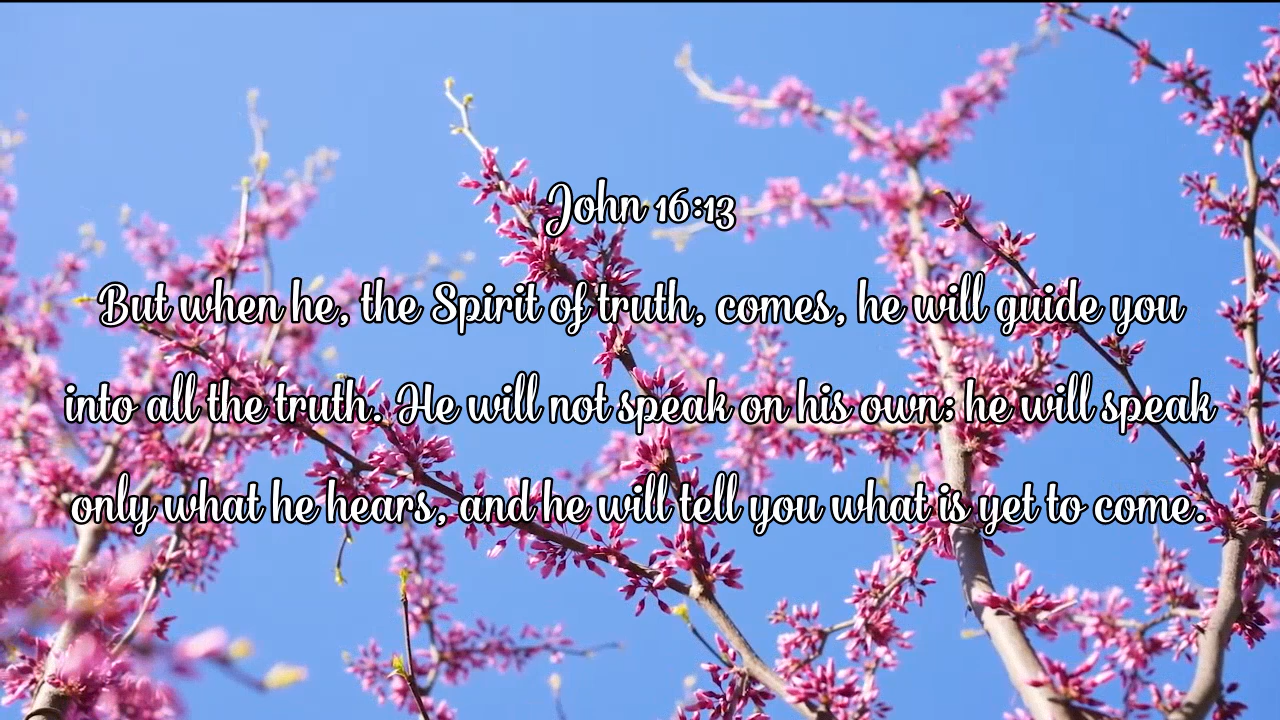 John 16:13
But when he, the Spirit of truth, comes, he will guide you
into all the truth. He will not speak on his own; he will speak
only what he hears, and he will tell you what is yet to come.